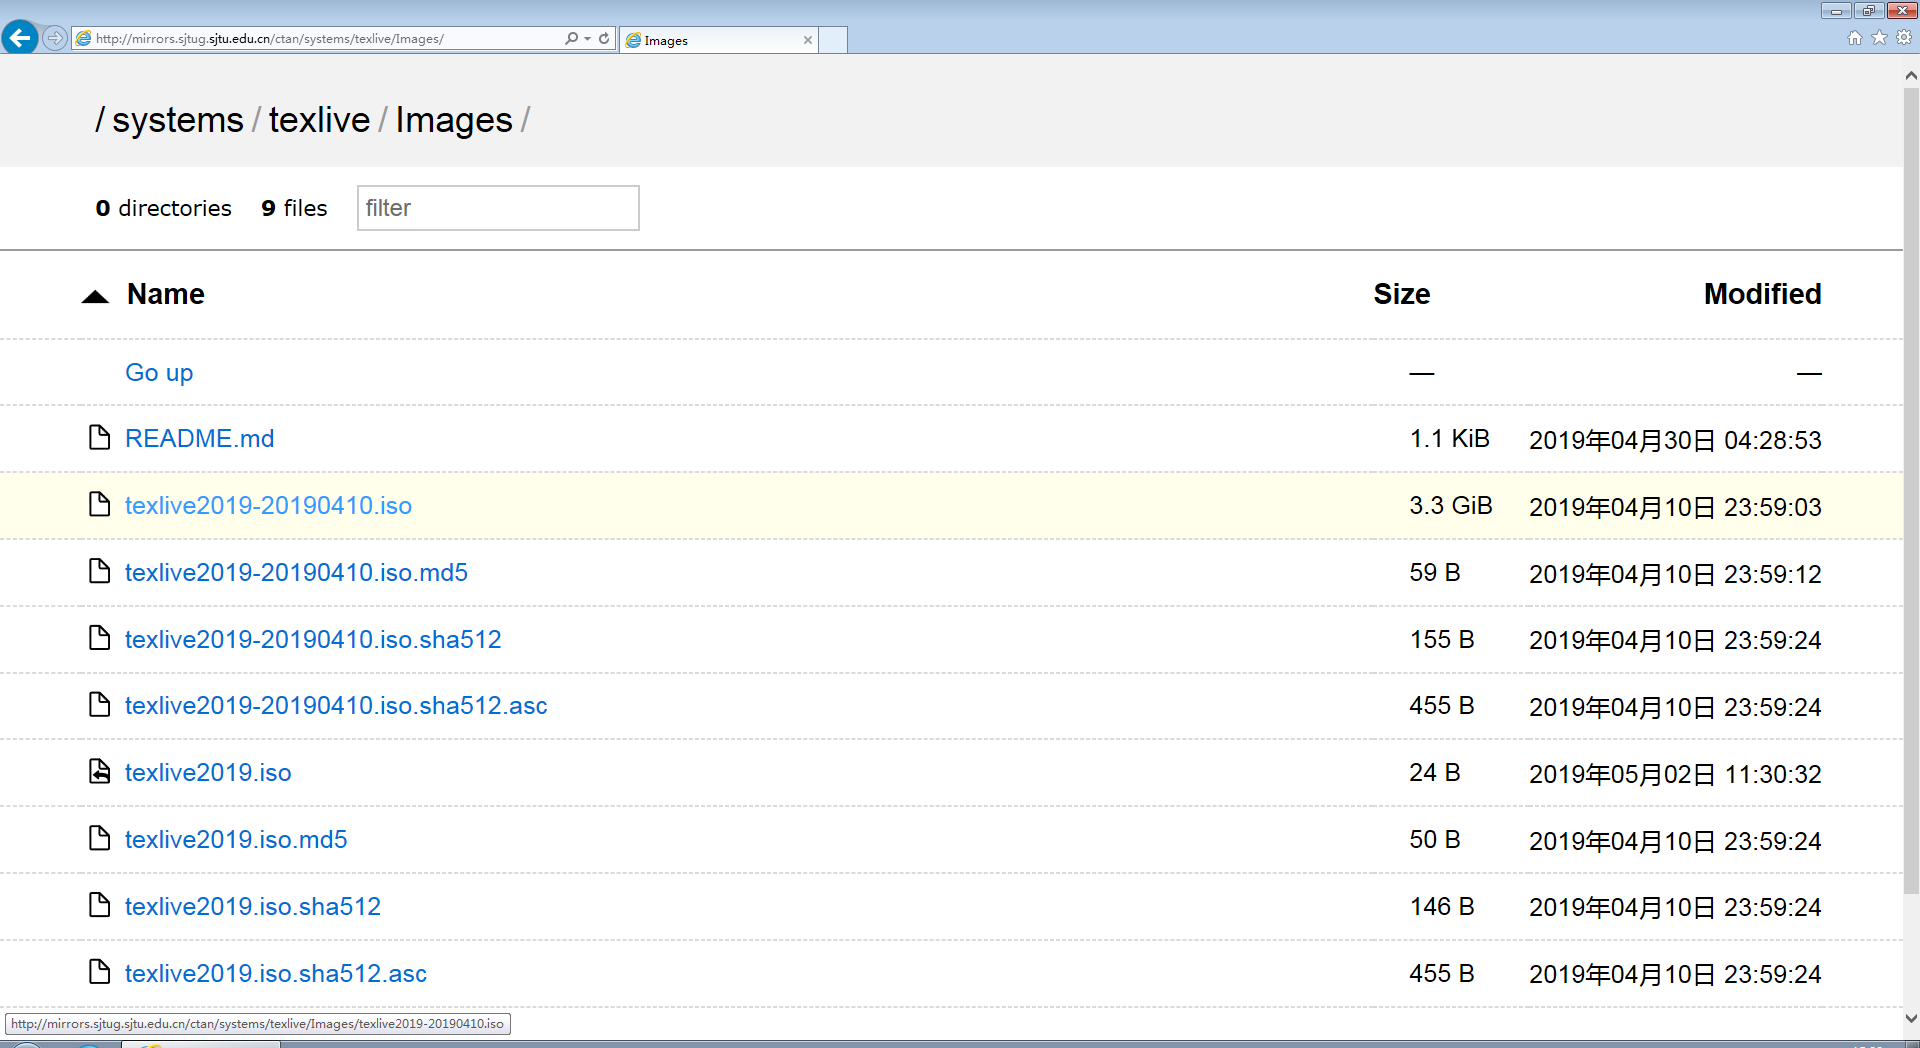 http://mirrors.sjtug.sjtu.edu.cn/ctan/systems/texlive/Images/
Images
/ systems / texlive / Images /
0 directories 9 files filter
Name Size Modified
Go up — —
README.md 1.1 KiB 2019年04月30日 04:28:53
texlive2019-20190410.iso 3.3 GiB 2019年04月10日 23:59:03
texlive2019-20190410.iso.md5 59 B 2019年04月10日 23:59:12
texlive2019-20190410.iso.sha512 155 B 2019年04月10日 23:59:24
texlive2019-20190410.iso.sha512.asc 455 B 2019年04月10日 23:59:24
texlive2019.iso 24 B 2019年05月02日 11:30:32
texlive2019.iso.md5 50 B 2019年04月10日 23:59:24
texlive2019.iso.sha512 146 B 2019年04月10日 23:59:24
texlive2019.iso.sha512.asc 455 B 2019年04月10日 23:59:24
http://mirrors.sjtug.sjtu.edu.cn/ctan/systems/texlive/Images/texlive2019-20190410.iso